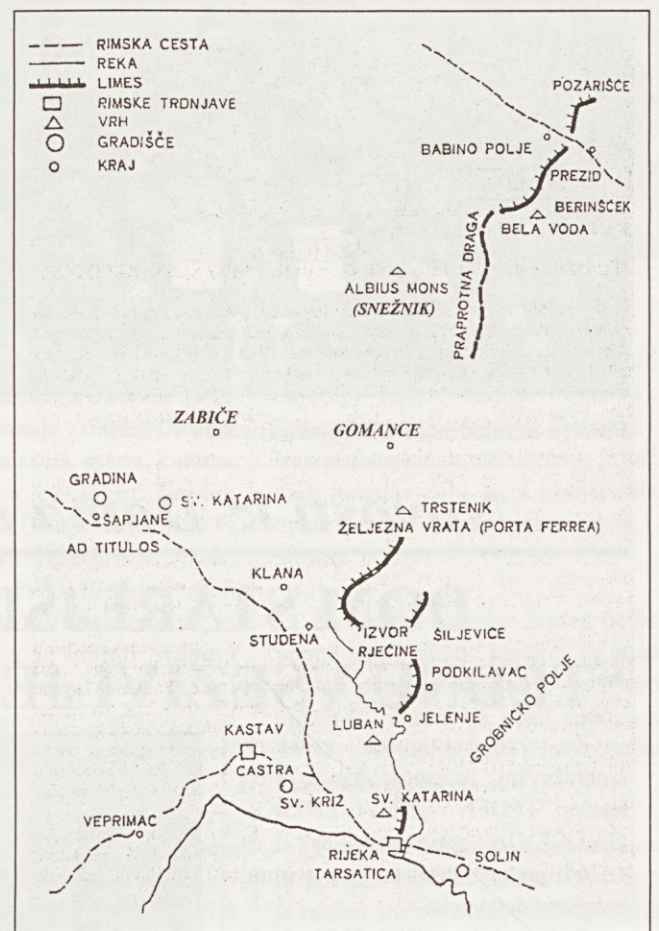 RIMSKA CESTA
REKA
LIMES
RIMSKE TRDNJAVE
VRH
GRADIŠČE
KRAJ
POZARIŠČE
BABINO POLJE
PREZID
BERINŠČEK
BELA VODA
PRAPROTNA DRAGA
ALBIUS MONS
(SNEŽNIK)
ZABIČE
GOMANCE
GRADINA
SV. KATARINA
ŠAPJANE
AD TITULOS
TRSTENIK
ŽELJEZNA VRATA (PORTA FERREA)
KLANA
STUDENA
IZVOR
RJEČINE
ŠILJEVICE
PODKILAVAC
GROBNIČKO POLJE
JELENJE
LUBAN
KASTAV
CASTRA
SV. KRIŽ
SV. KATARINA
VEPRIMAC
RIJEKA
TARSATICA
SOLIN